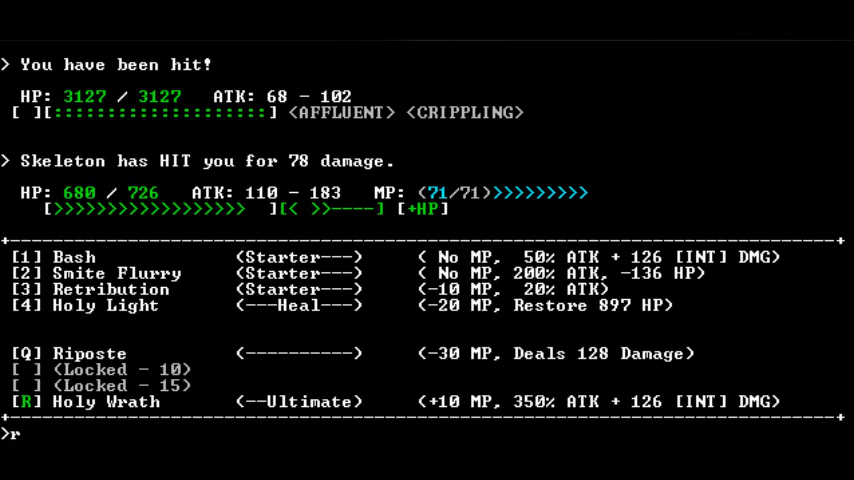 > You have been hit!
HP: 3127 / 3127 ATK: 68 - 102
[ ][::::::::::::::::::::] <AFFLUENT> <CRIPPLING>
> Skeleton has HIT you for 78 damage.
HP: 680 / 726 ATK: 110 - 183 MP: (71/71)>>>>>>>>>
[>>>>>>>>>>>>>>>>>> ][< >>----] [+HP]
+-----------------------------------------------------------------------------+
[1] Bash (Starter---) ( No MP, 50% ATK + 126 [INT] DMG)
[2] Smite Flurry (Starter---) ( No MP, 200% ATK, -136 HP)
[3] Retribution (Starter---) (-10 MP, 20% ATK)
[4] Holy Light (---Heal---) (-20 MP, Restore 897 HP)
[Q] Riposte (----------) (-30 MP, Deals 128 Damage)
[ ] (Locked - 10)
[ ] (Locked - 15)
[R] Holy Wrath (--Ultimate) (+10 MP, 350% ATK + 126 [INT] DMG)
+-----------------------------------------------------------------------------+
>r